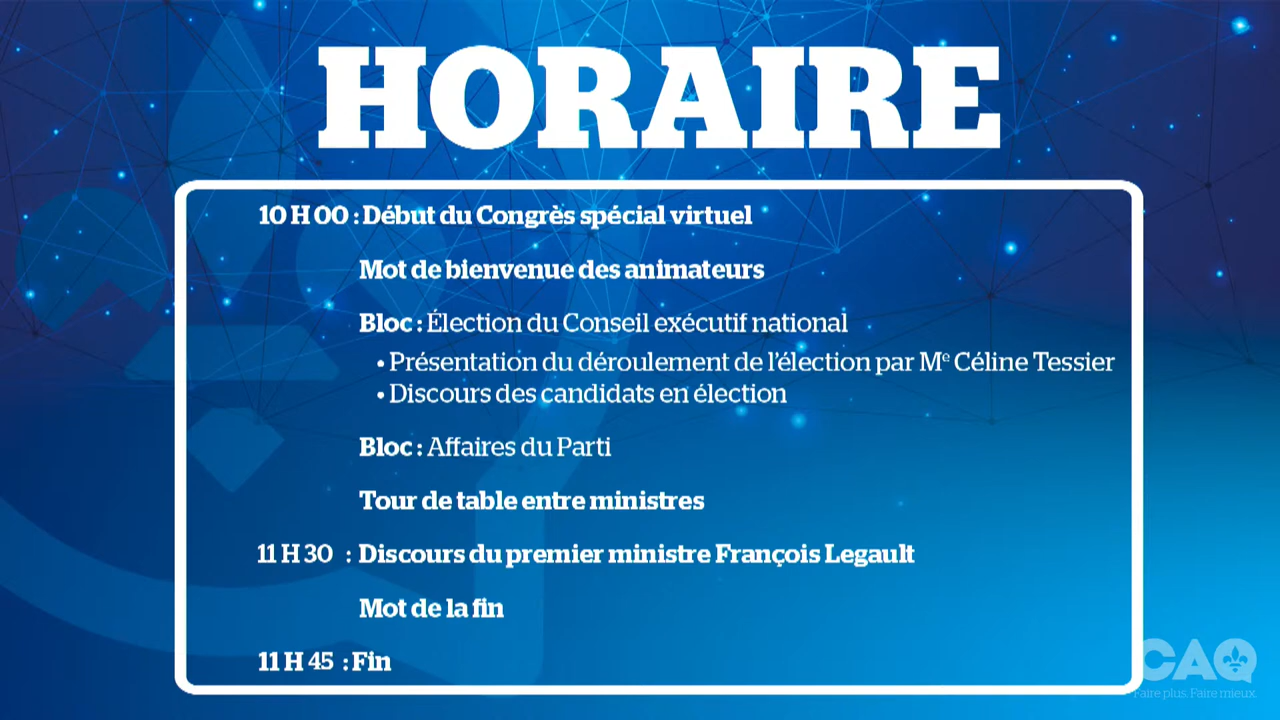 HORAIRE
10 H 00 : Début du Congrès spécial virtuel
Mot de bienvenue des animateurs
Bloc : Élection du Conseil exécutif national
• Présentation du déroulement de l'élection par Mᵉ Céline Tessier
• Discours des candidats en élection
Bloc : Affaires du Parti
Tour de table entre ministres
11 H 30 : Discours du premier ministre François Legault
Mot de la fin
11 H 45 : Fin
CAQ
Faire plus. Faire mieux.